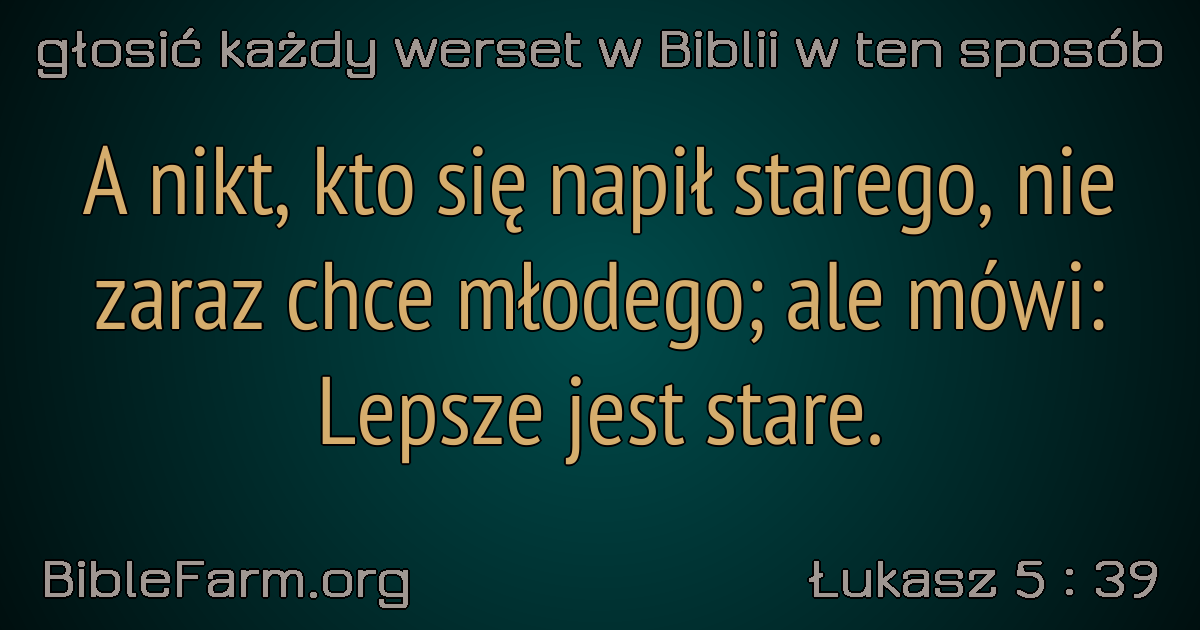 głosić każdy werset w Biblii w ten sposób
A nikt, kto się napił starego, nie
zaraz chce młodego; ale mówi:
Lepsze jest stare.
BibleFarm.org
Łukasz 5 : 39